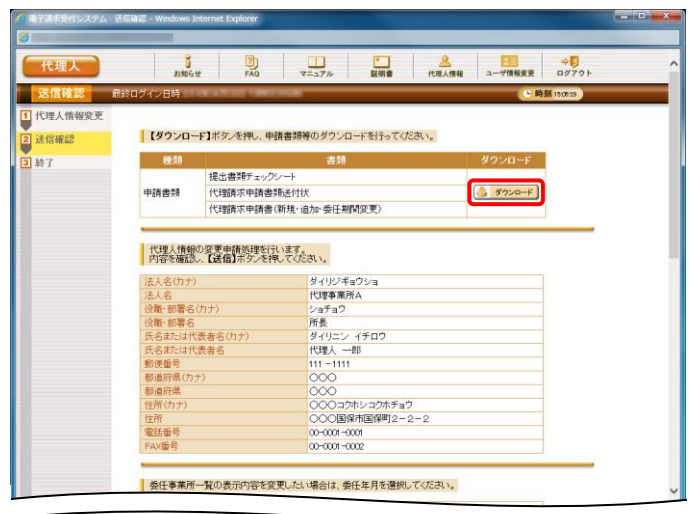 電子請求受付システム 送信確認 - Windows Internet Explorer
代理人
お知らせ FAQ マニュアル 証明書 代理人情報 ユーザ情報変更 ログアウト
送信確認 最終ログイン日時
時刻 15:05:29
1 代理人情報変更
2 送信確認
3 終了
【ダウンロード】ボタンを押し、申請書類等のダウンロードを行ってください。
種類 書類 ダウンロード
申請書類
提出書類チェックシート
代理請求申請書類送付状
代理請求申請書(新規・追加・委任期間変更)
ダウンロード
代理人情報の変更申請処理を行います。
内容を確認し、【送信】ボタンを押してください。
法人名(カナ) ダイリジギョウショ
法人名 代理事業所A
役職・部署名(カナ) ショチョウ
役職・部署名 所長
氏名または代表者名(カナ) ダイリニン イチロウ
氏名または代表者名 代理人 一郎
郵便番号 111-1111
都道府県(カナ) 〇〇〇
都道府県 〇〇〇
住所(カナ) 〇〇〇コクホシコクホチョウ
住所 〇〇〇国保市国保町2-2-2
電話番号 00-0001-0001
FAX番号 00-0001-0002
委任事業所一覧の表示内容を変更したい場合は、委任年月を選択してください。